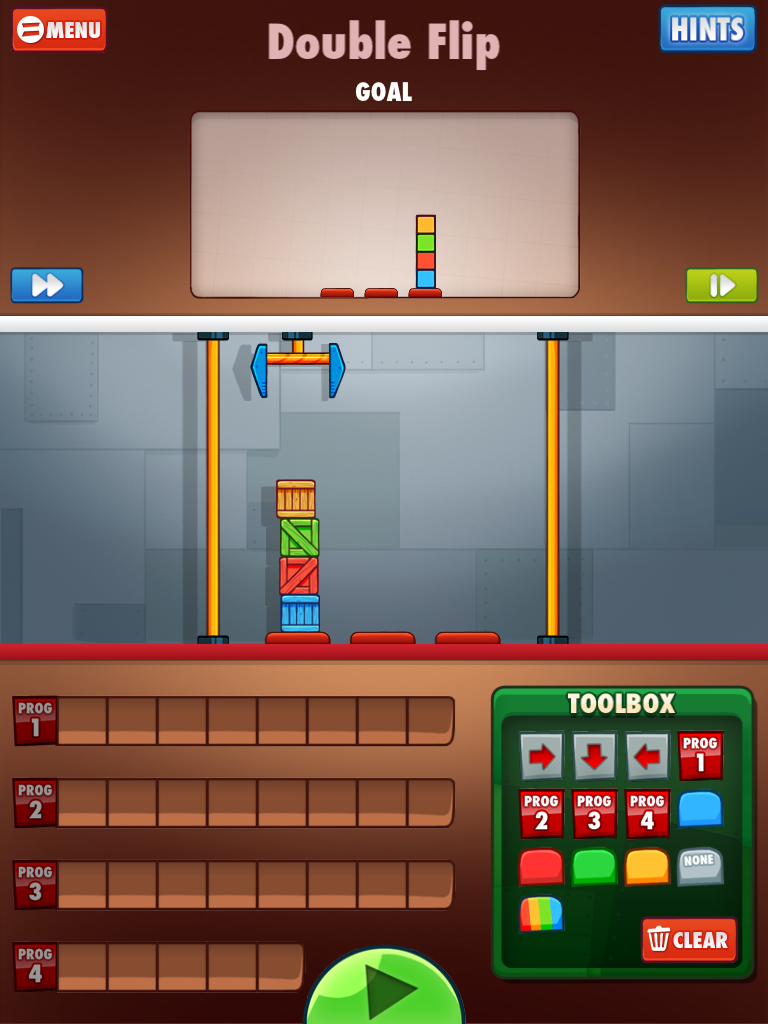 MENU
Double Flip
HINTS
GOAL
PROG 1
PROG 2
PROG 3
PROG 4
TOOLBOX
PROG 1
PROG 2
PROG 3
PROG 4
NONE
CLEAR